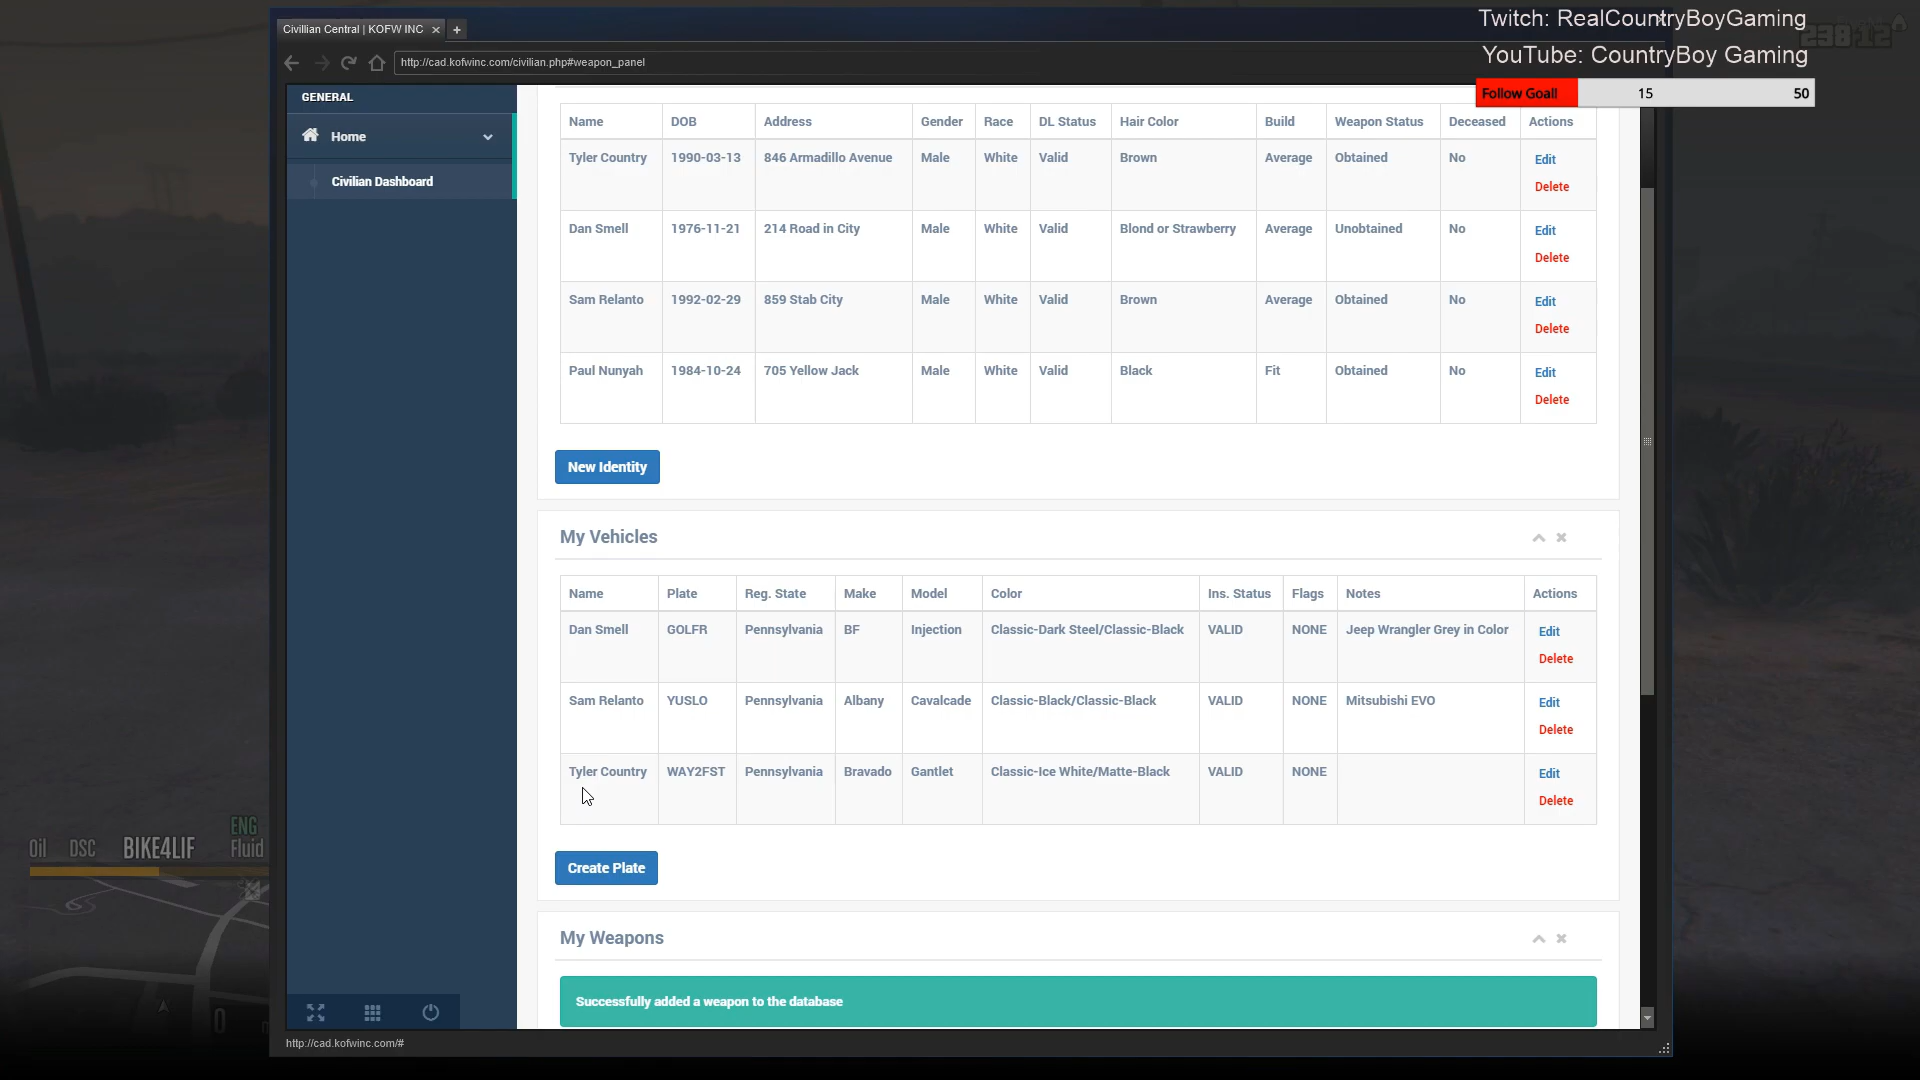 Twitch: RealCountryBoyGaming
Civillian Central | KOFW INC
YouTube: CountryBoy Gaming
http://cad.kofwinc.com/civilian.php#weapon_panel
Follow Goal! 15 50
GENERAL
Home
Civilian Dashboard
Name DOB Address Gender Race DL Status Hair Color Build Weapon Status Deceased Actions
Tyler Country 1990-03-13 846 Armadillo Avenue Male White Valid Brown Average Obtained No Edit
Delete
Dan Smell 1976-11-21 214 Road in City Male White Valid Blond or Strawberry Average Unobtained No Edit
Delete
Sam Relanto 1992-02-29 859 Stab City Male White Valid Brown Average Obtained No Edit
Delete
Paul Nunyah 1984-10-24 705 Yellow Jack Male White Valid Black Fit Obtained No Edit
Delete
New Identity
My Vehicles
Name Plate Reg. State Make Model Color Ins. Status Flags Notes Actions
Dan Smell GOLFR Pennsylvania BF Injection Classic-Dark Steel/Classic-Black VALID NONE Jeep Wrangler Grey in Color Edit
Delete
Sam Relanto YUSLO Pennsylvania Albany Cavalcade Classic-Black/Classic-Black VALID NONE Mitsubishi EVO Edit
Delete
Tyler Country WAY2FST Pennsylvania Bravado Gantlet Classic-Ice White/Matte-Black VALID NONE Edit
Delete
Create Plate
My Weapons
Successfully added a weapon to the database
ENG
Oil DSC BIKE4LIF Fluid
0
http://cad.kofwinc.com/#